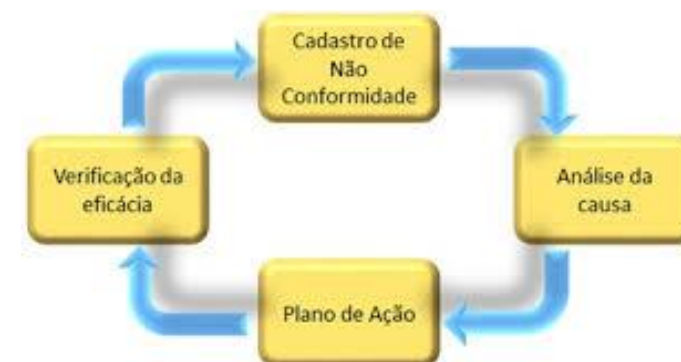 Cadastro de
Não
Conformidade
Análise da
causa
Plano de Ação
Verificação da
eficácia